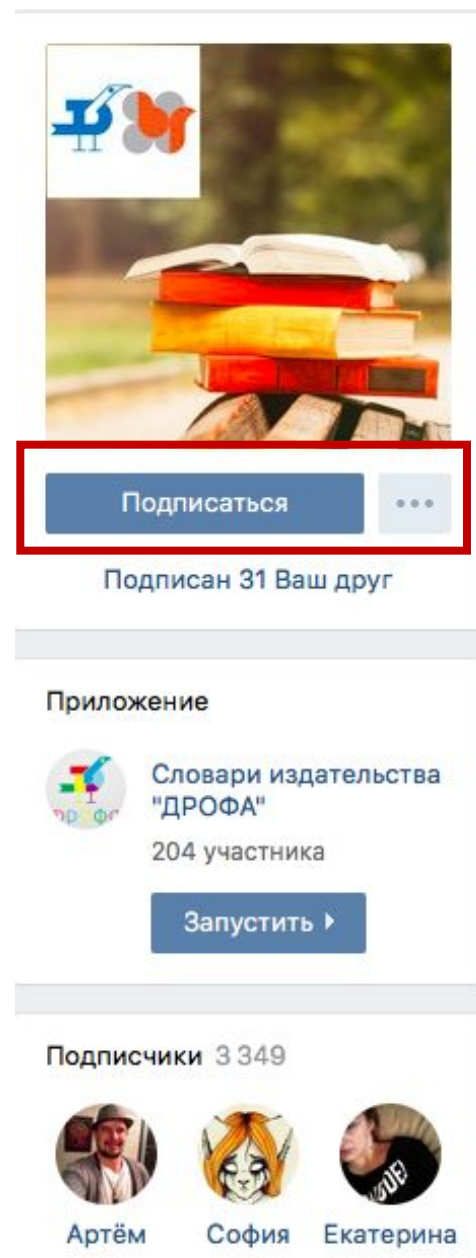 Подписаться
Подписан 31 Ваш друг
Приложение
Словари издательства
"ДРОФА"
204 участника
Запустить
Подписчики 3 349
Артём София Екатерина